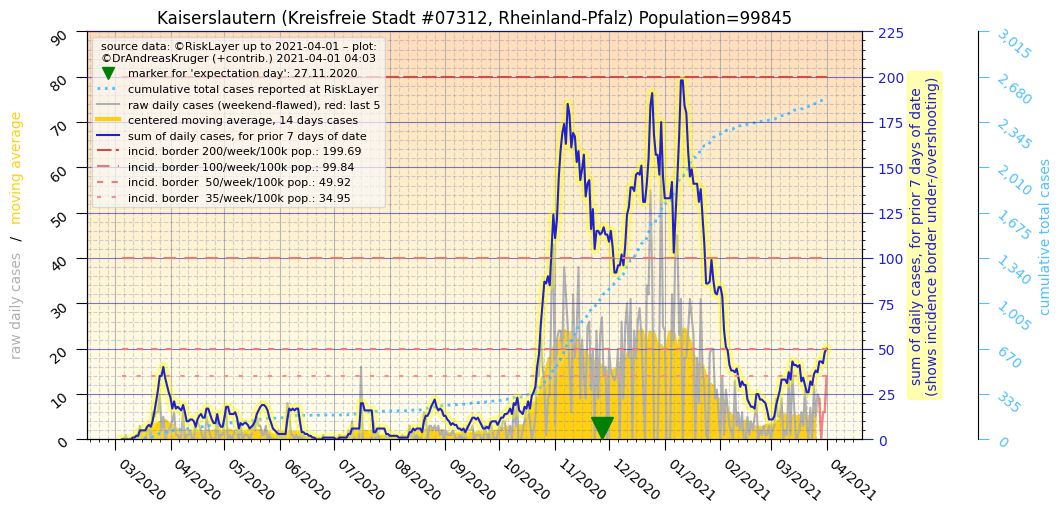 Kaiserslautern (Kreisfreie Stadt #07312, Rheinland-Pfalz) Population=99845
source data: ©RiskLayer up to 2021-04-01 – plot:
©DrAndreasKruger (+contrib.) 2021-04-01 04:03
marker for 'expectation day': 27.11.2020
cumulative total cases reported at RiskLayer
raw daily cases (weekend-flawed), red: last 5
centered moving average, 14 days cases
sum of daily cases, for prior 7 days of date
incid. border 200/week/100k pop.: 199.69
incid. border 100/week/100k pop.: 99.84
incid. border  50/week/100k pop.: 49.92
incid. border  35/week/100k pop.: 34.95
raw daily cases  /  moving average
90
80
70
60
50
40
30
20
10
0
225
200
175
150
125
100
75
50
25
0
sum of daily cases, for prior 7 days of date
(shows incidence border under-/overshooting)
3,015
2,680
2,345
2,010
1,675
1,340
1,005
670
335
0
cumulative total cases
03/2020
04/2020
05/2020
06/2020
07/2020
08/2020
09/2020
10/2020
11/2020
12/2020
01/2021
02/2021
03/2021
04/2021